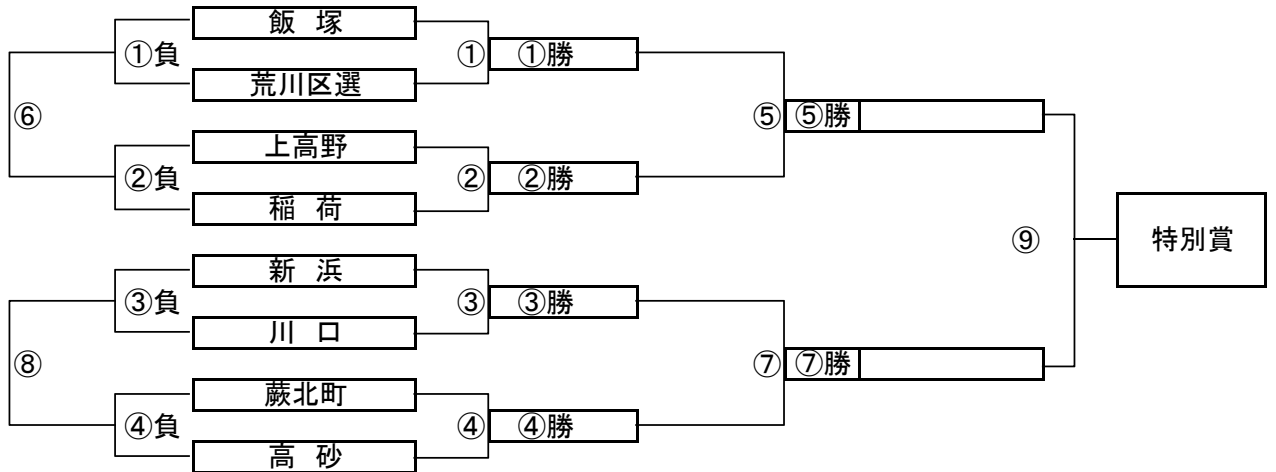 飯 塚
①負 ① ①勝
荒川区選
⑥ ⑤ ⑤勝
上高野
②負 ② ②勝
稲 荷
⑨ 特別賞
新 浜
③負 ③ ③勝
川 口
⑧ ⑦ ⑦勝
蕨北町
④負 ④ ④勝
高 砂